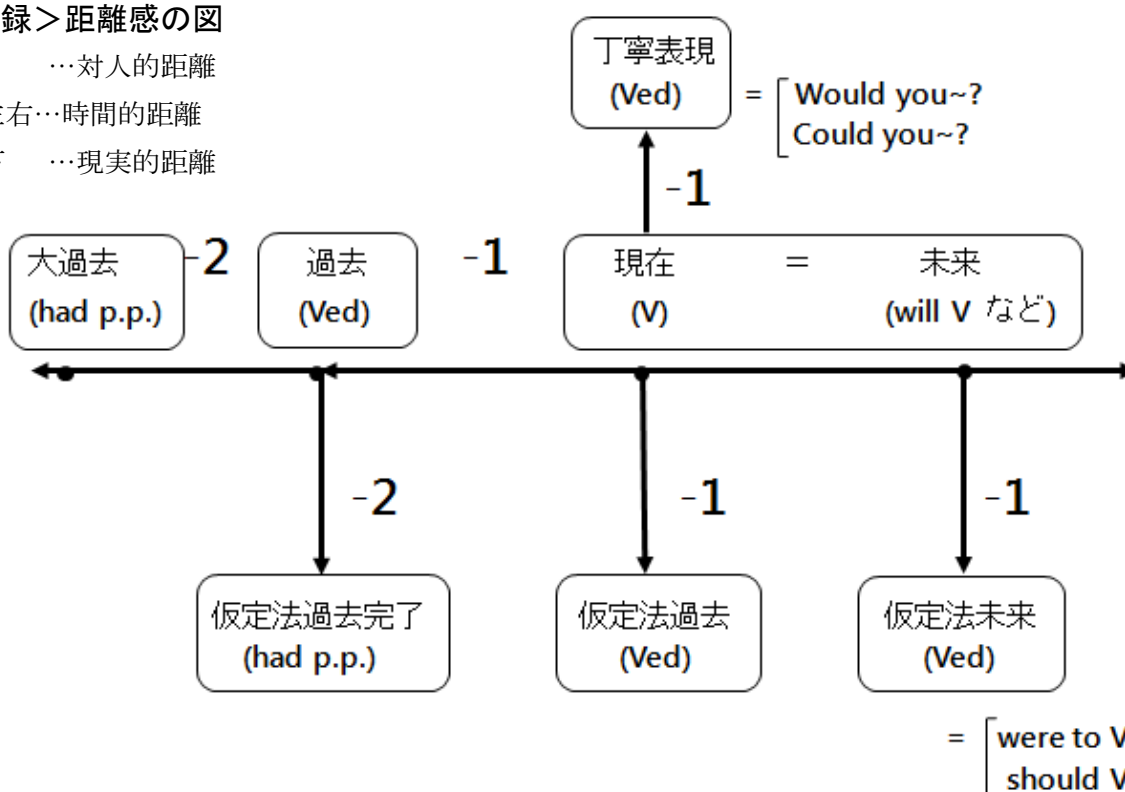 録＞距離感の図
…対人的距離
左右…時間的距離
…現実的距離
丁寧表現
(Ved)
= Would you~?
Could you~?
-1
大過去
(had p.p.)
-2
過去
(Ved)
-1
現在 = 未来
(V) (will V など)
-2
-1
-1
仮定法過去完了
(had p.p.)
仮定法過去
(Ved)
仮定法未来
(Ved)
= were to V
should V